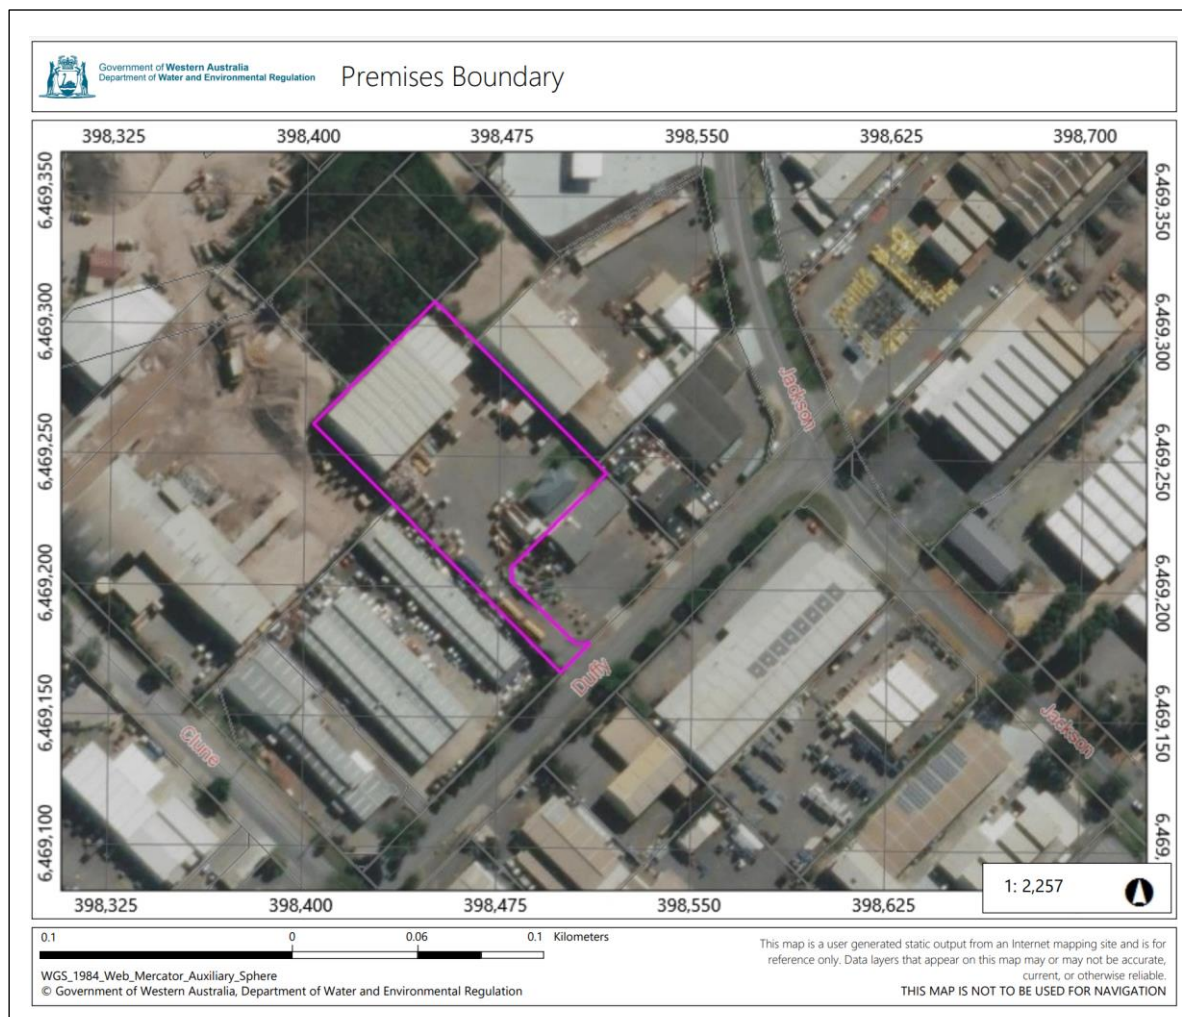 Government of Western Australia
Department of Water and Environmental Regulation
Premises Boundary
398,325 398,400 398,475 398,550 398,625 398,700
6,469,350 6,469,350
6,469,300 6,469,300
Jackson
6,469,250 6,469,250
6,469,200 6,469,200
Duffy
6,469,150 6,469,150
Clune Jackson
6,469,100 6,469,
1: 2,257
398,325 398,400 398,475 398,550 398,625
0.1 0 0.06 0.1 Kilometers
WGS_1984_Web_Mercator_Auxiliary_Sphere
© Government of Western Australia, Department of Water and Environmental Regulation
This map is a user generated static output from an Internet mapping site and is for
reference only. Data layers that appear on this map may or may not be accurate,
current, or otherwise reliable.
THIS MAP IS NOT TO BE USED FOR NAVIGATION